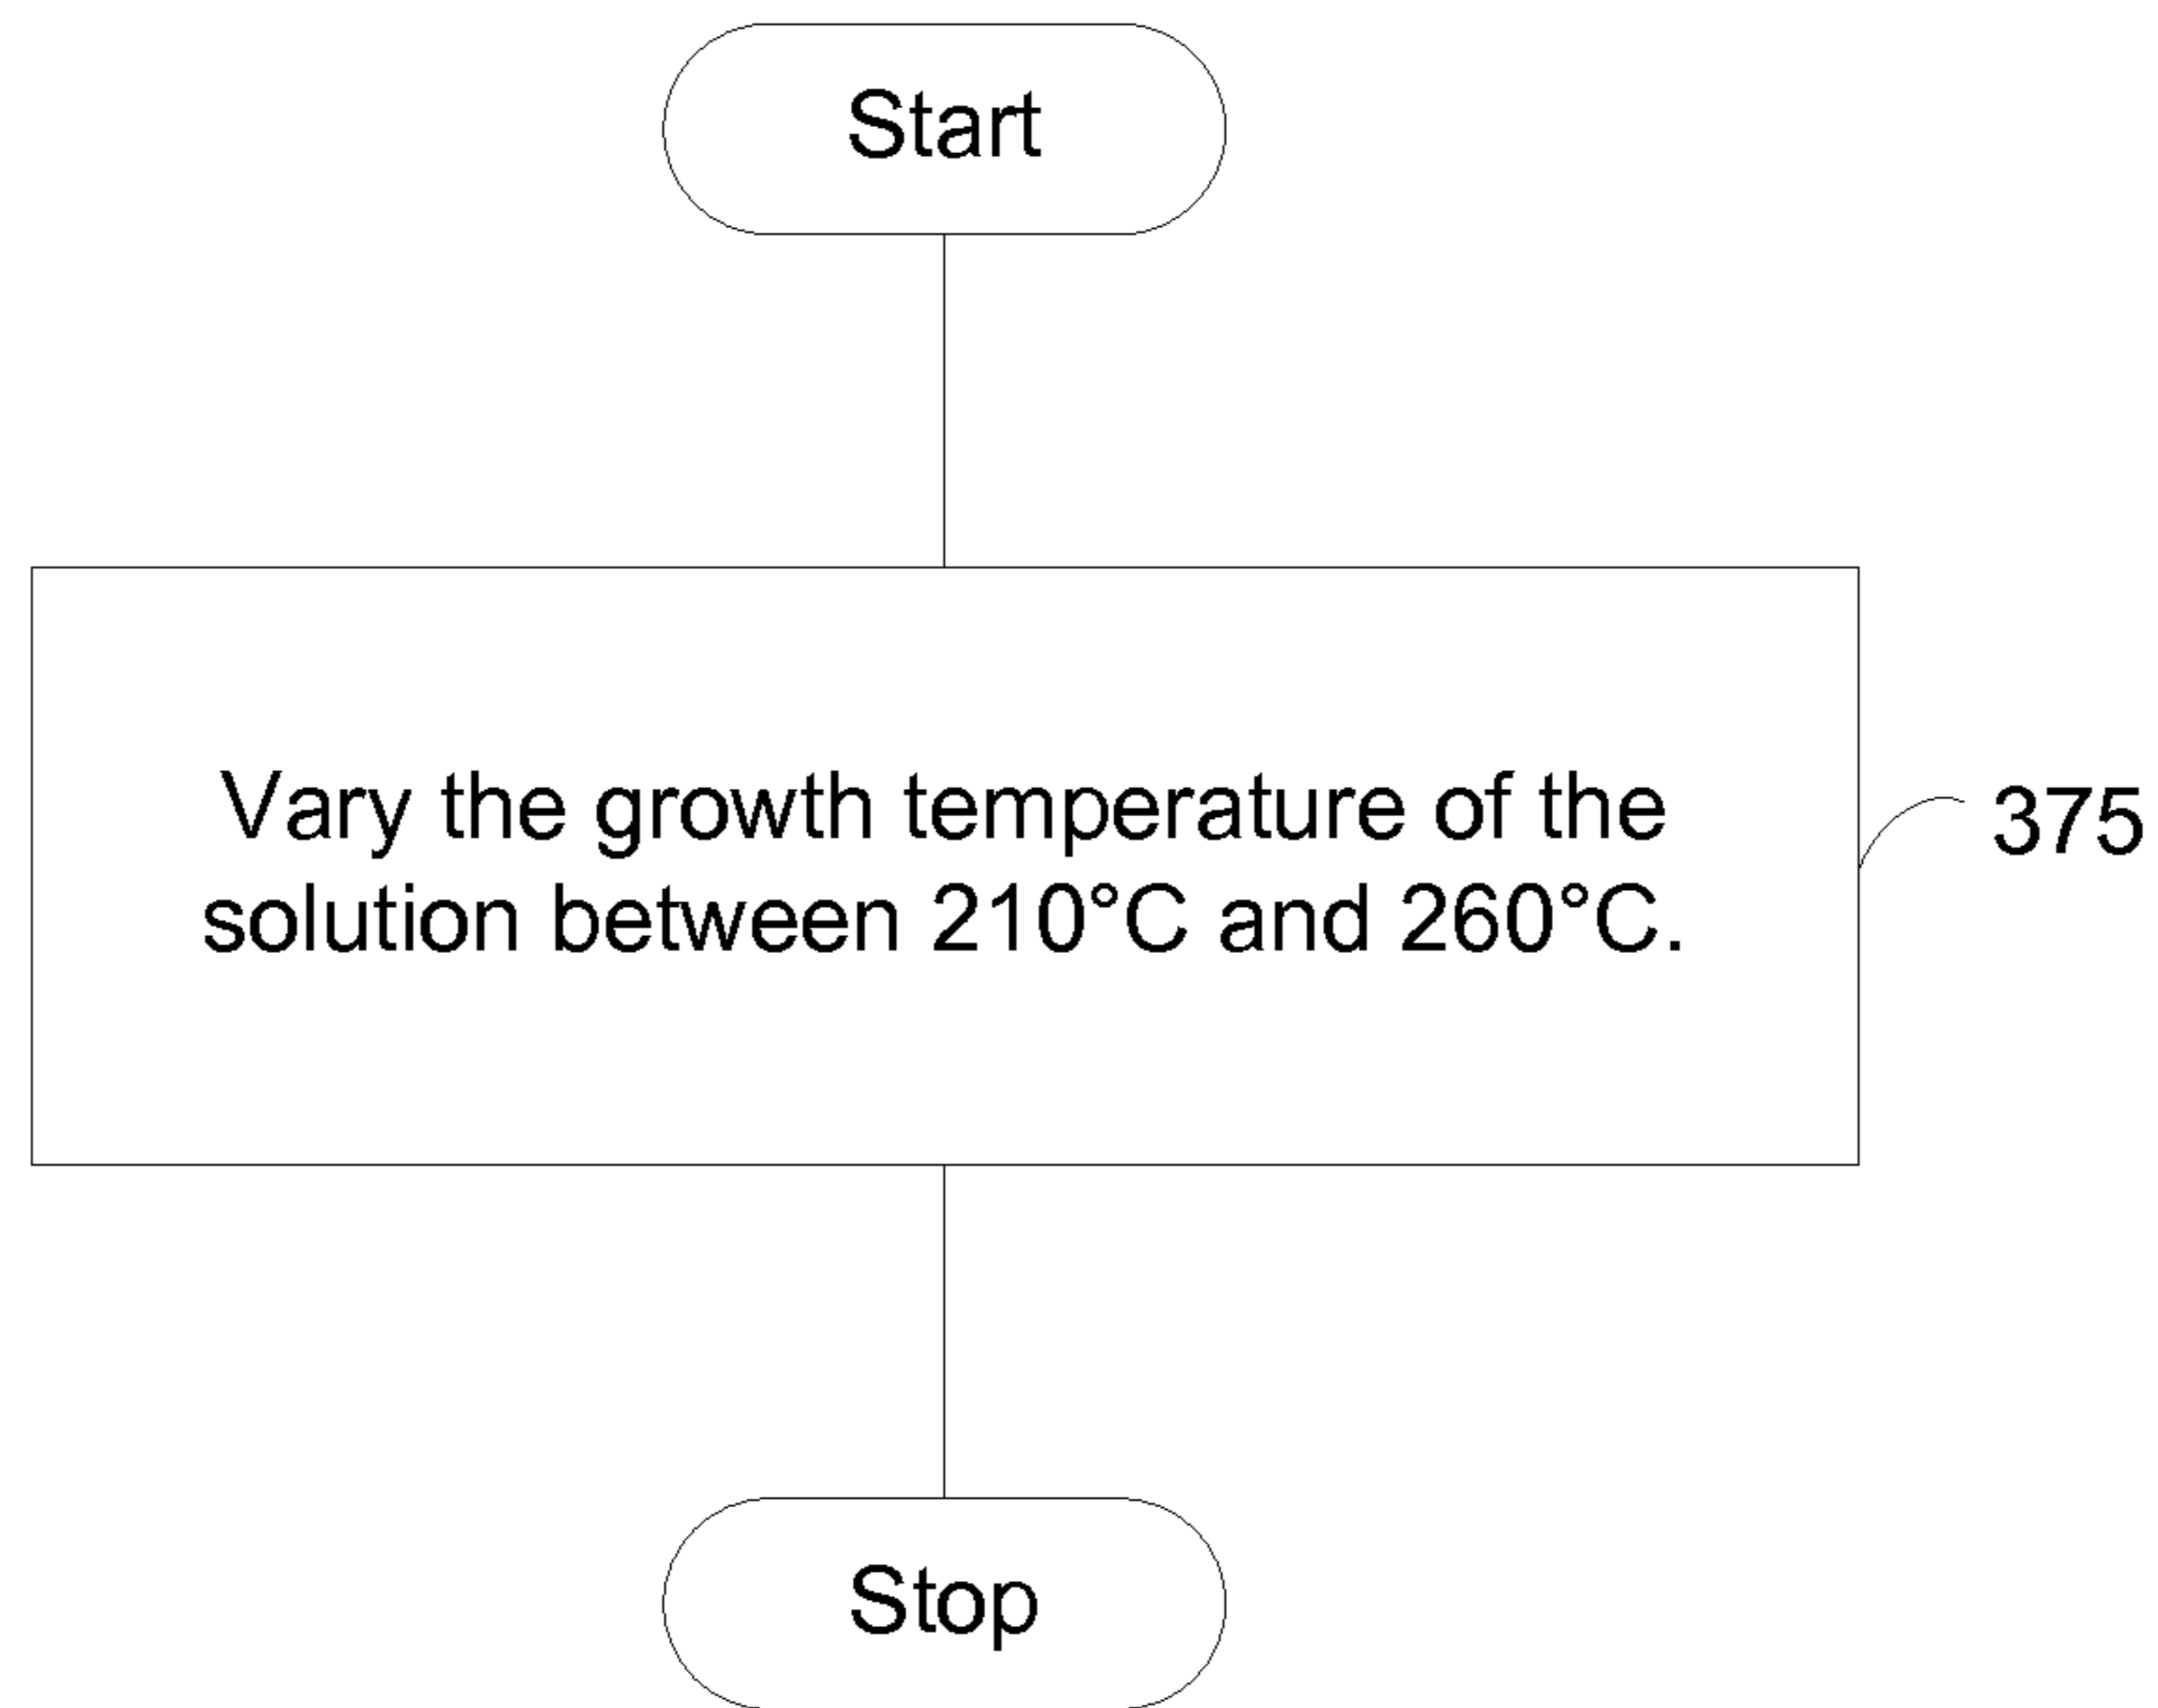 Start
Vary the growth temperature of the
solution between 210°C and 260°C.
375
Stop